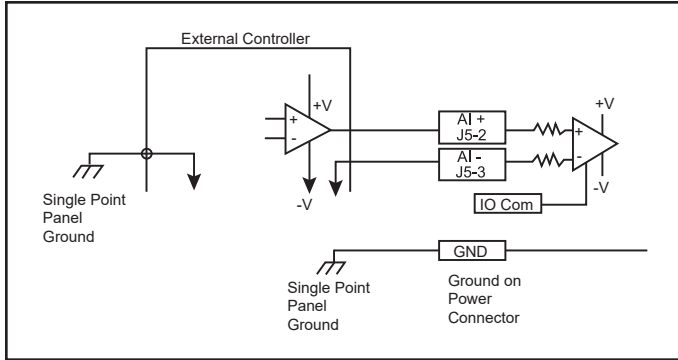 External Controller
+V
+
-
-V
AI +
J5-2
AI -
J5-3
+
-
+V
-V
IO Com
Single Point
Panel
Ground
GND
Single Point
Panel
Ground
Ground on
Power
Connector